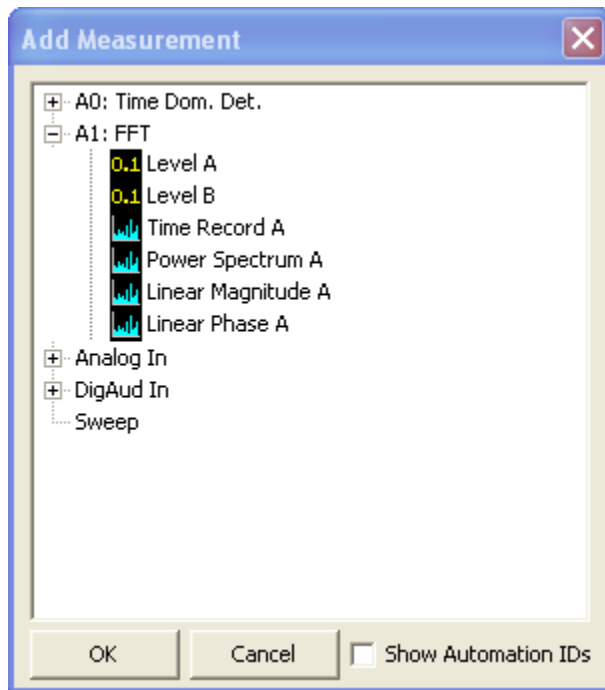 Add Measurement
A0: Time Dom. Det.
A1: FFT
0.1 Level A
0.1 Level B
Time Record A
Power Spectrum A
Linear Magnitude A
Linear Phase A
Analog In
DigAud In
Sweep
OK Cancel Show Automation IDs